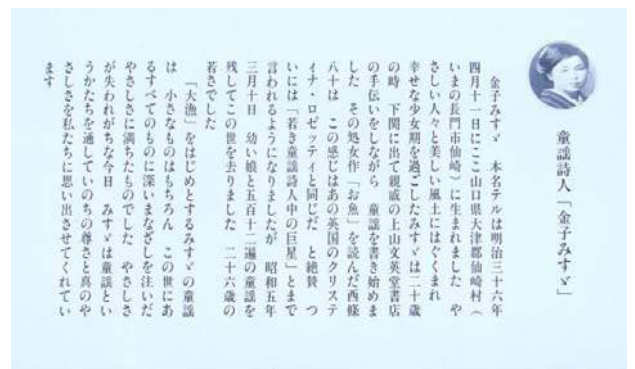 童謡詩人「金子みすゞ」
金子みすゞ　本名テルは明治三十六年
四月十一日にここ山口県大津郡仙崎村（
いまの長門市仙崎）に生まれました　や
さしい人々と美しい風土にはぐくまれ
幸せな少女期を過ごしたみすゞは二十歳
の時　下関に出て親戚の上山文英堂書店
の手伝いをしながら　童謡を書き始めま
した　その処女作「お魚」を読んだ西條
八十は　この感じはあの英国のクリステ
ィナ・ロゼッティと同じだ　と絶賛　つ
いには「若き童謡詩人中の巨星」とまで
言われるようになりましたが　昭和五年
三月十日　幼い娘と五百十二遍の童謡を
残してこの世を去りました　二十六歳の
若さでした
「大漁」をはじめとするみすゞの童謡
は　小さなものはもちろん　この世にあ
るすべてのものに深いまなざしを注いだ
やさしさに満ちたものでした　やさしさ
が失われがちな今日　みすゞは童謡とい
うかたちを通していのちの尊さと真のや
さしさを私たちに思い出させてくれてい
ます